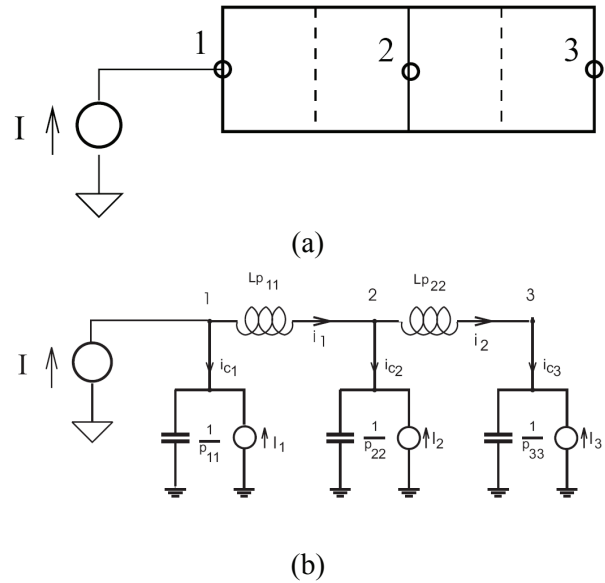 1 2 3
I
(a)
Lp11 Lp22
1 2 3
i1 i2
I
ic1 ic2 ic3
1/p11 I1 1/p22 I2 1/p33 I3
(b)